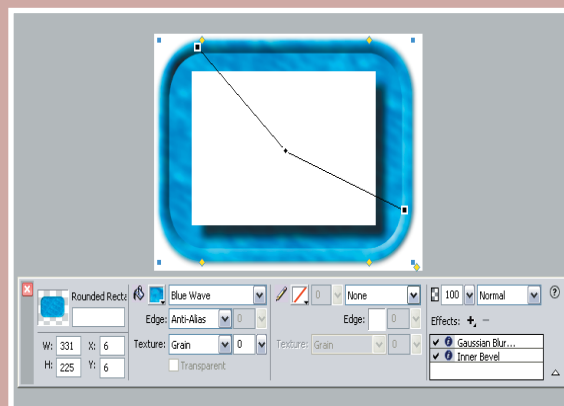 Rounded Recta Blue Wave 0 None 100 Normal
Edge: Anti-Alias 0 Edge: 0 Effects:
W: 331 X: 6 Texture: Grain 0 Texture: Grain 0 Gaussian Blur...
H: 225 Y: 6 Transparent Inner Bevel